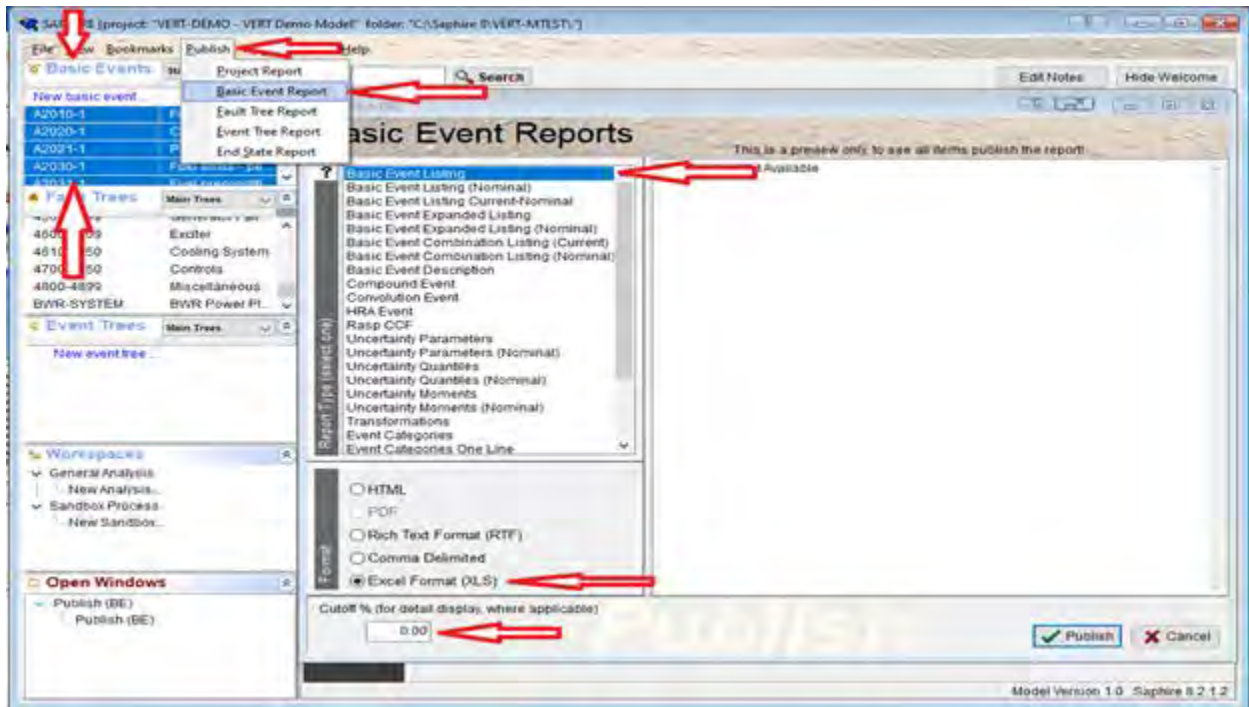 (project: "VERT-DEMO - VERT Demo Model" folder: "C:\Saphire 8\VERT-MTEST\")
File Bookmarks Publish Help
Basic Events
New basic event...
A2010-1
A2020-1 C
A2021-1 P
A2030-1
A2031-1
Project Report
Basic Event Report
Fault Tree Report
Event Tree Report
End State Report
Search
Edit Notes
Hide Welcome
Trees Main Trees
Exciter
Cooling System
Controls
4800-4899 Miscellaneous
BWR-SYSTEM BWR Power Pl...
Event Trees Main Trees
New event tree ...
Workspaces
General Analysis
New Analysis...
Sandbox Process
New Sandbox...
Open Windows
Publish (BE)
Publish (BE)
asic Event Reports
This is a preview only to see all items publish the report!
Available
?
Report Type (select one)
Basic Event Listing
Basic Event Listing (Nominal)
Basic Event Listing Current-Nominal
Basic Event Expanded Listing
Basic Event Expanded Listing (Nominal)
Basic Event Combination Listing (Current)
Basic Event Combination Listing (Nominal)
Basic Event Description
Compound Event
Convolution Event
HRA Event
Rasp CCF
Uncertainty Parameters
Uncertainty Parameters (Nominal)
Uncertainty Quantiles
Uncertainty Quantiles (Nominal)
Uncertainty Moments
Uncertainty Moments (Nominal)
Transformations
Event Categories
Event Categories One Line
Format
HTML
PDF
Rich Text Format (RTF)
Comma Delimited
Excel Format (XLS)
Cutoff % (for detail display, where applicable)
0.00
Publish
Cancel
Model Version 1.0 Saphire 8.2.1.2